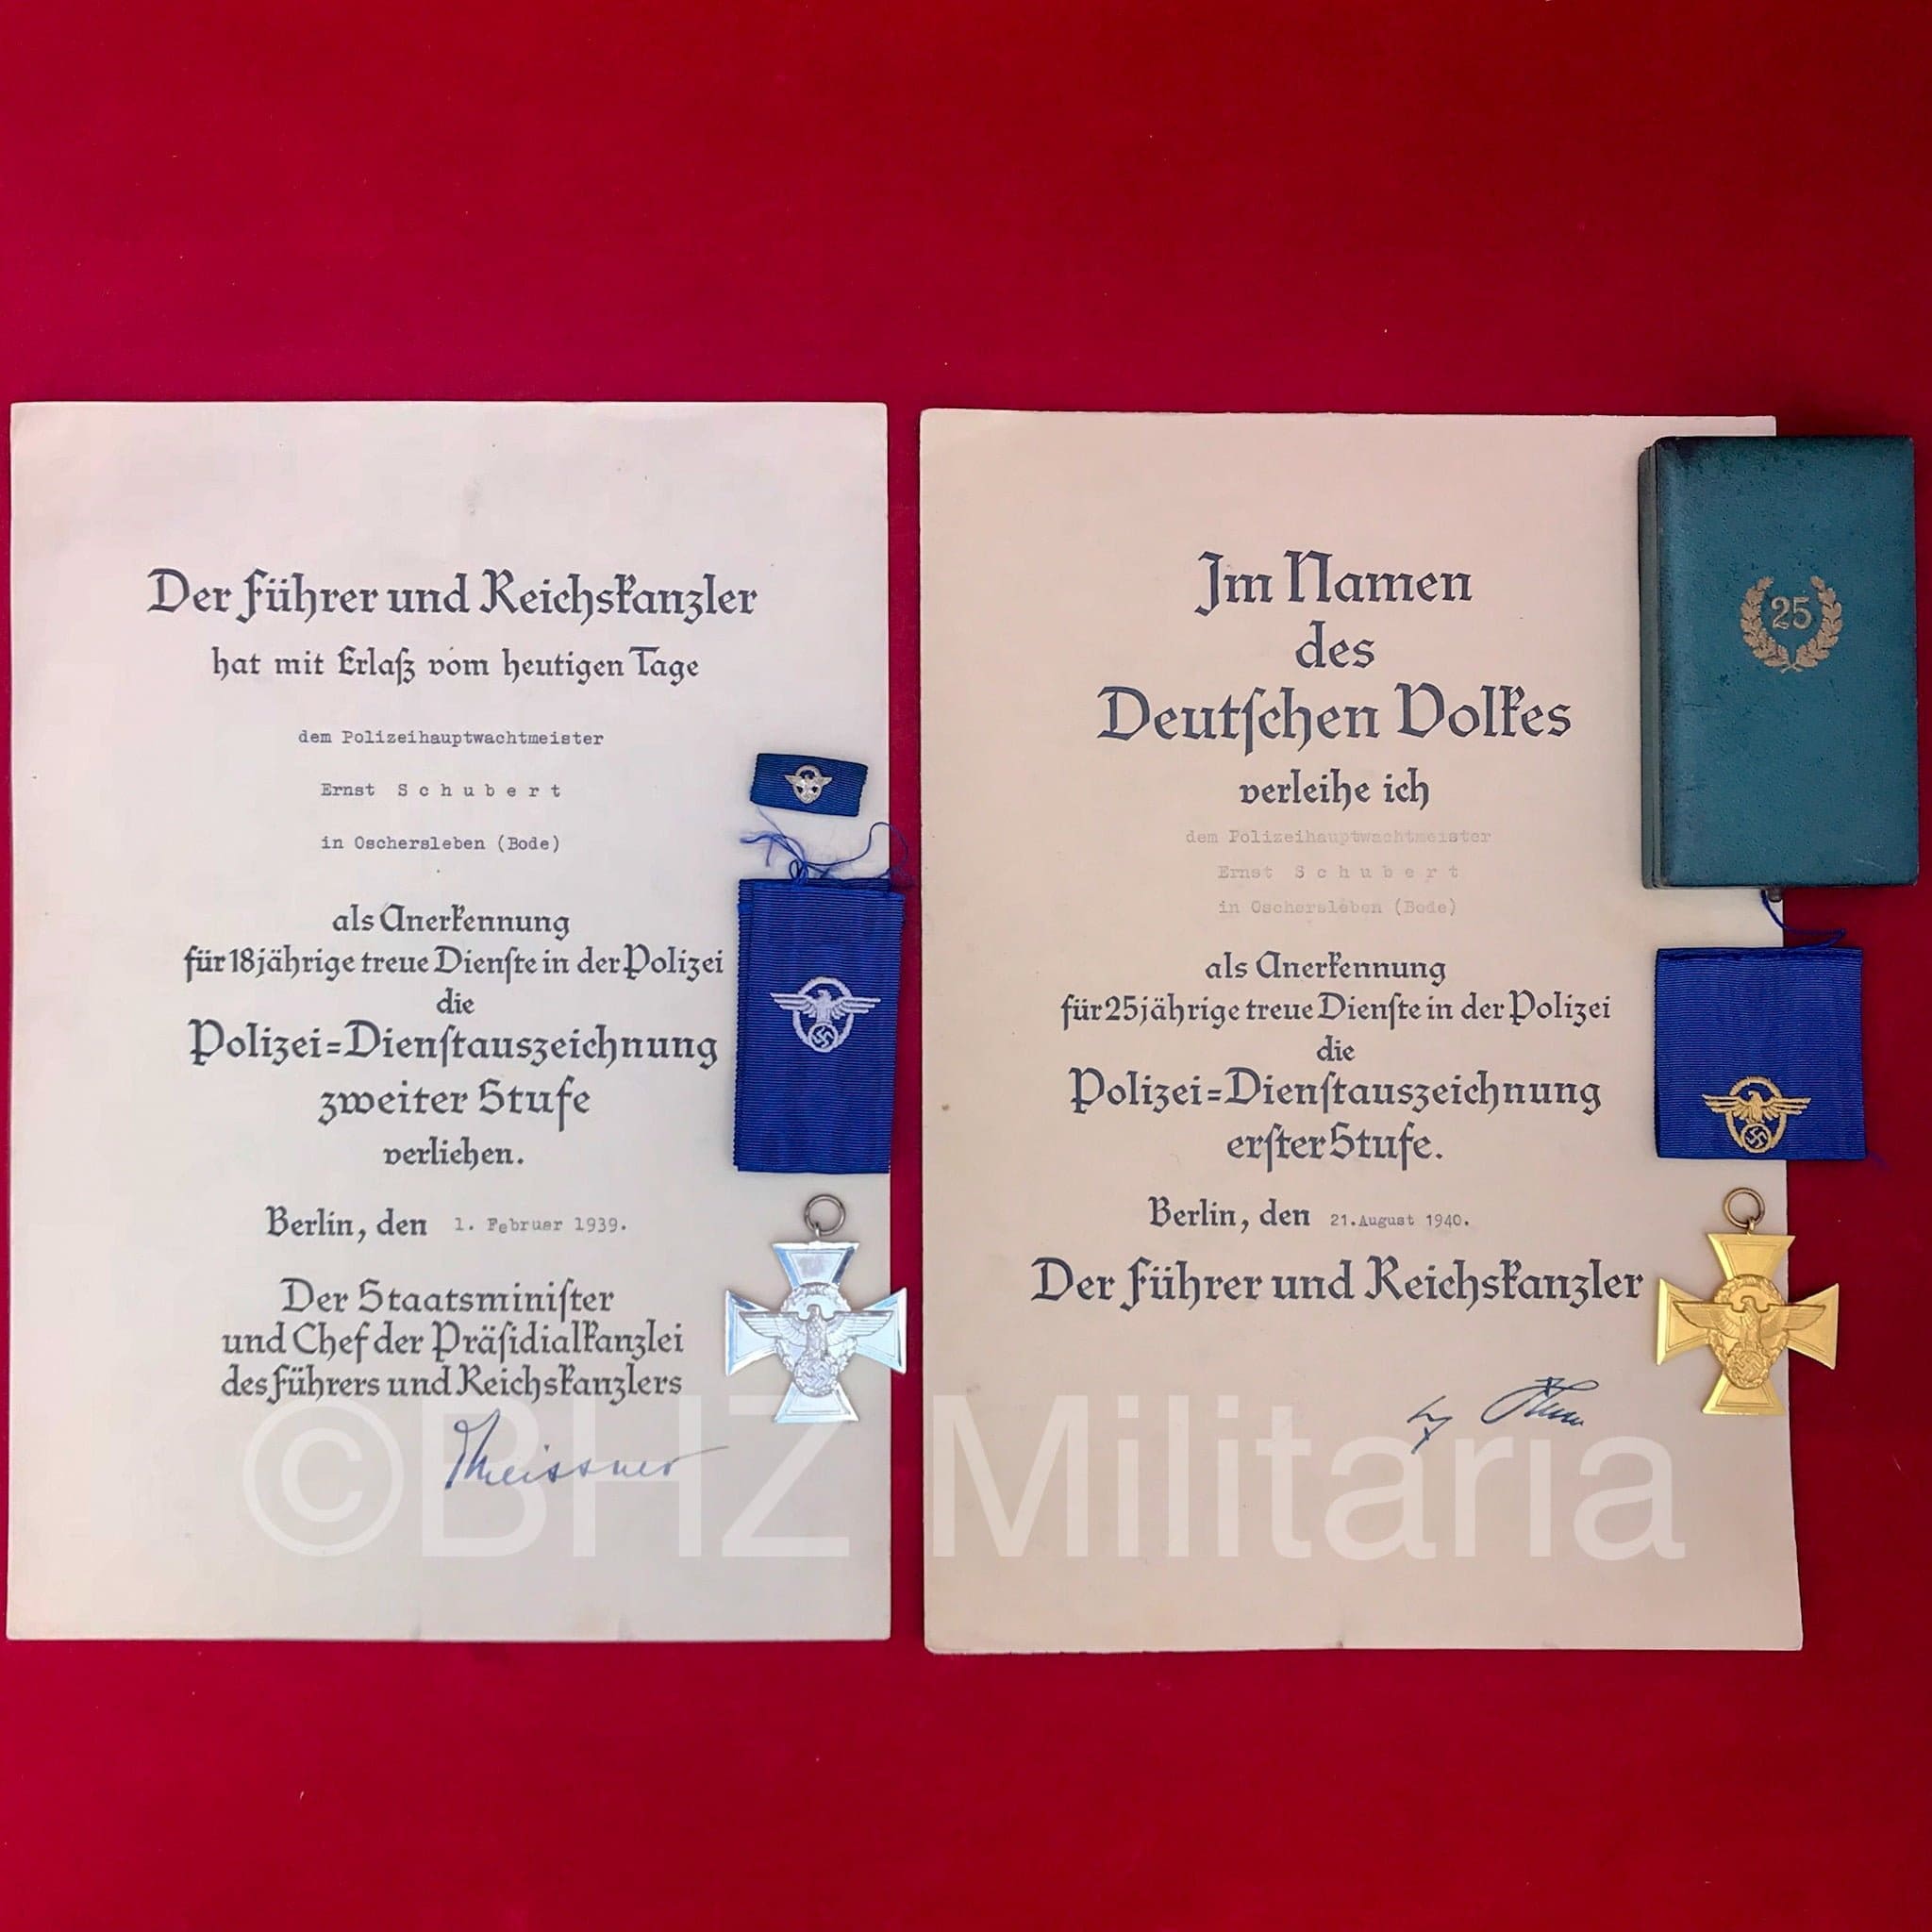 Der Führer und Reichskanzler
hat mit Erlaß vom heutigen Tage
dem Polizeihauptwachtmeister
Ernst Schubert
in Oschersleben (Bode)
als Anerkennung
für 18jährige treue Dienste in der Polizei
die
Polizei=Dienstauszeichnung
zweiter Stufe
verliehen.
Berlin, den 1. Februar 1939.
Der Staatsminister
und Chef der Präsidialkanzlei
des Führers und Reichskanzlers
Meissner
Im Namen
des
Deutschen Volkes
verleihe ich
dem Polizeihauptwachtmeister
Ernst Schubert
in Oschersleben (Bode)
als Anerkennung
für 25jährige treue Dienste in der Polizei
die
Polizei=Dienstauszeichnung
erster Stufe.
Berlin, den 21. August 1940.
Der Führer und Reichskanzler
25
©BHZ Militaria